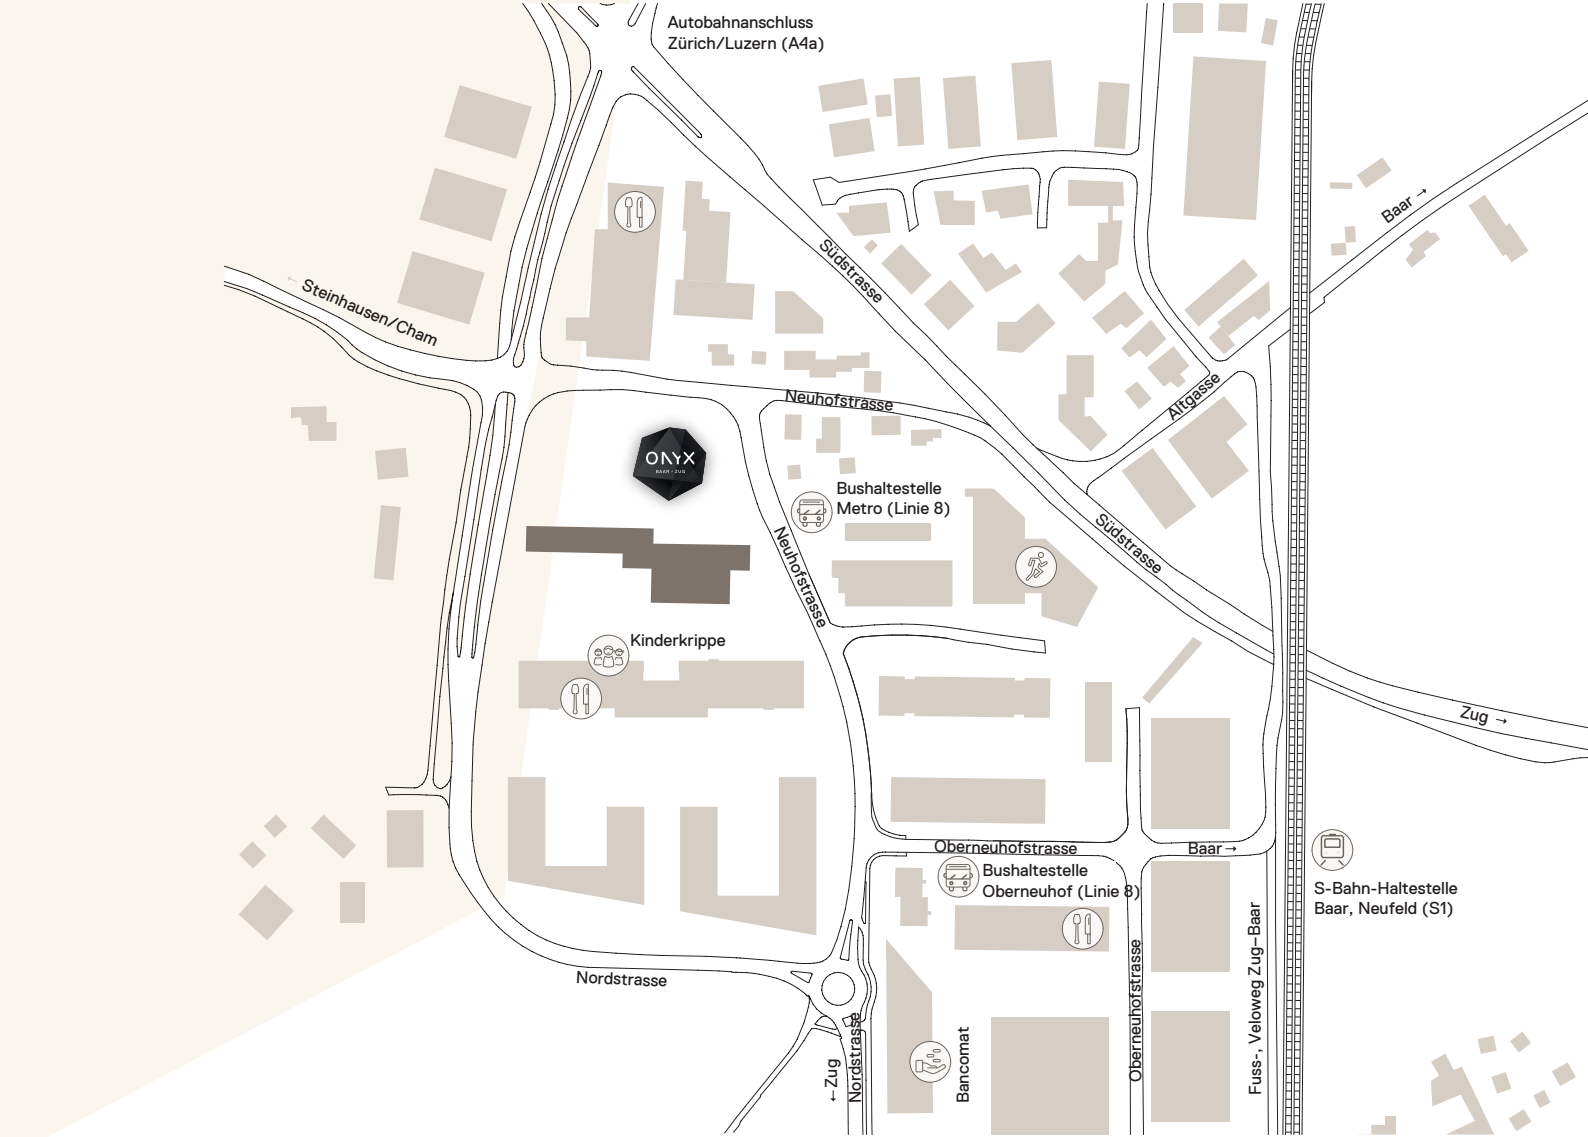 Autobahnanschluss
Zürich/Luzern (A4a)
Baar →
Südstrasse
← Steinhausen/Cham
Neuhofstrasse
Altgasse
ONYX
BAAR - ZUG
Bushaltestelle
Metro (Linie 8)
Südstrasse
Neuhofstrasse
Kinderkrippe
Zug →
Oberneuhofstrasse
Baar →
Bushaltestelle
Oberneuhof (Linie 8)
S-Bahn-Haltestelle
Baar, Neufeld (S1)
Nordstrasse
Oberneuhofstrasse
Fuss-, Veloweg Zug–Baar
← Zug
Nordstrasse
Bancomat